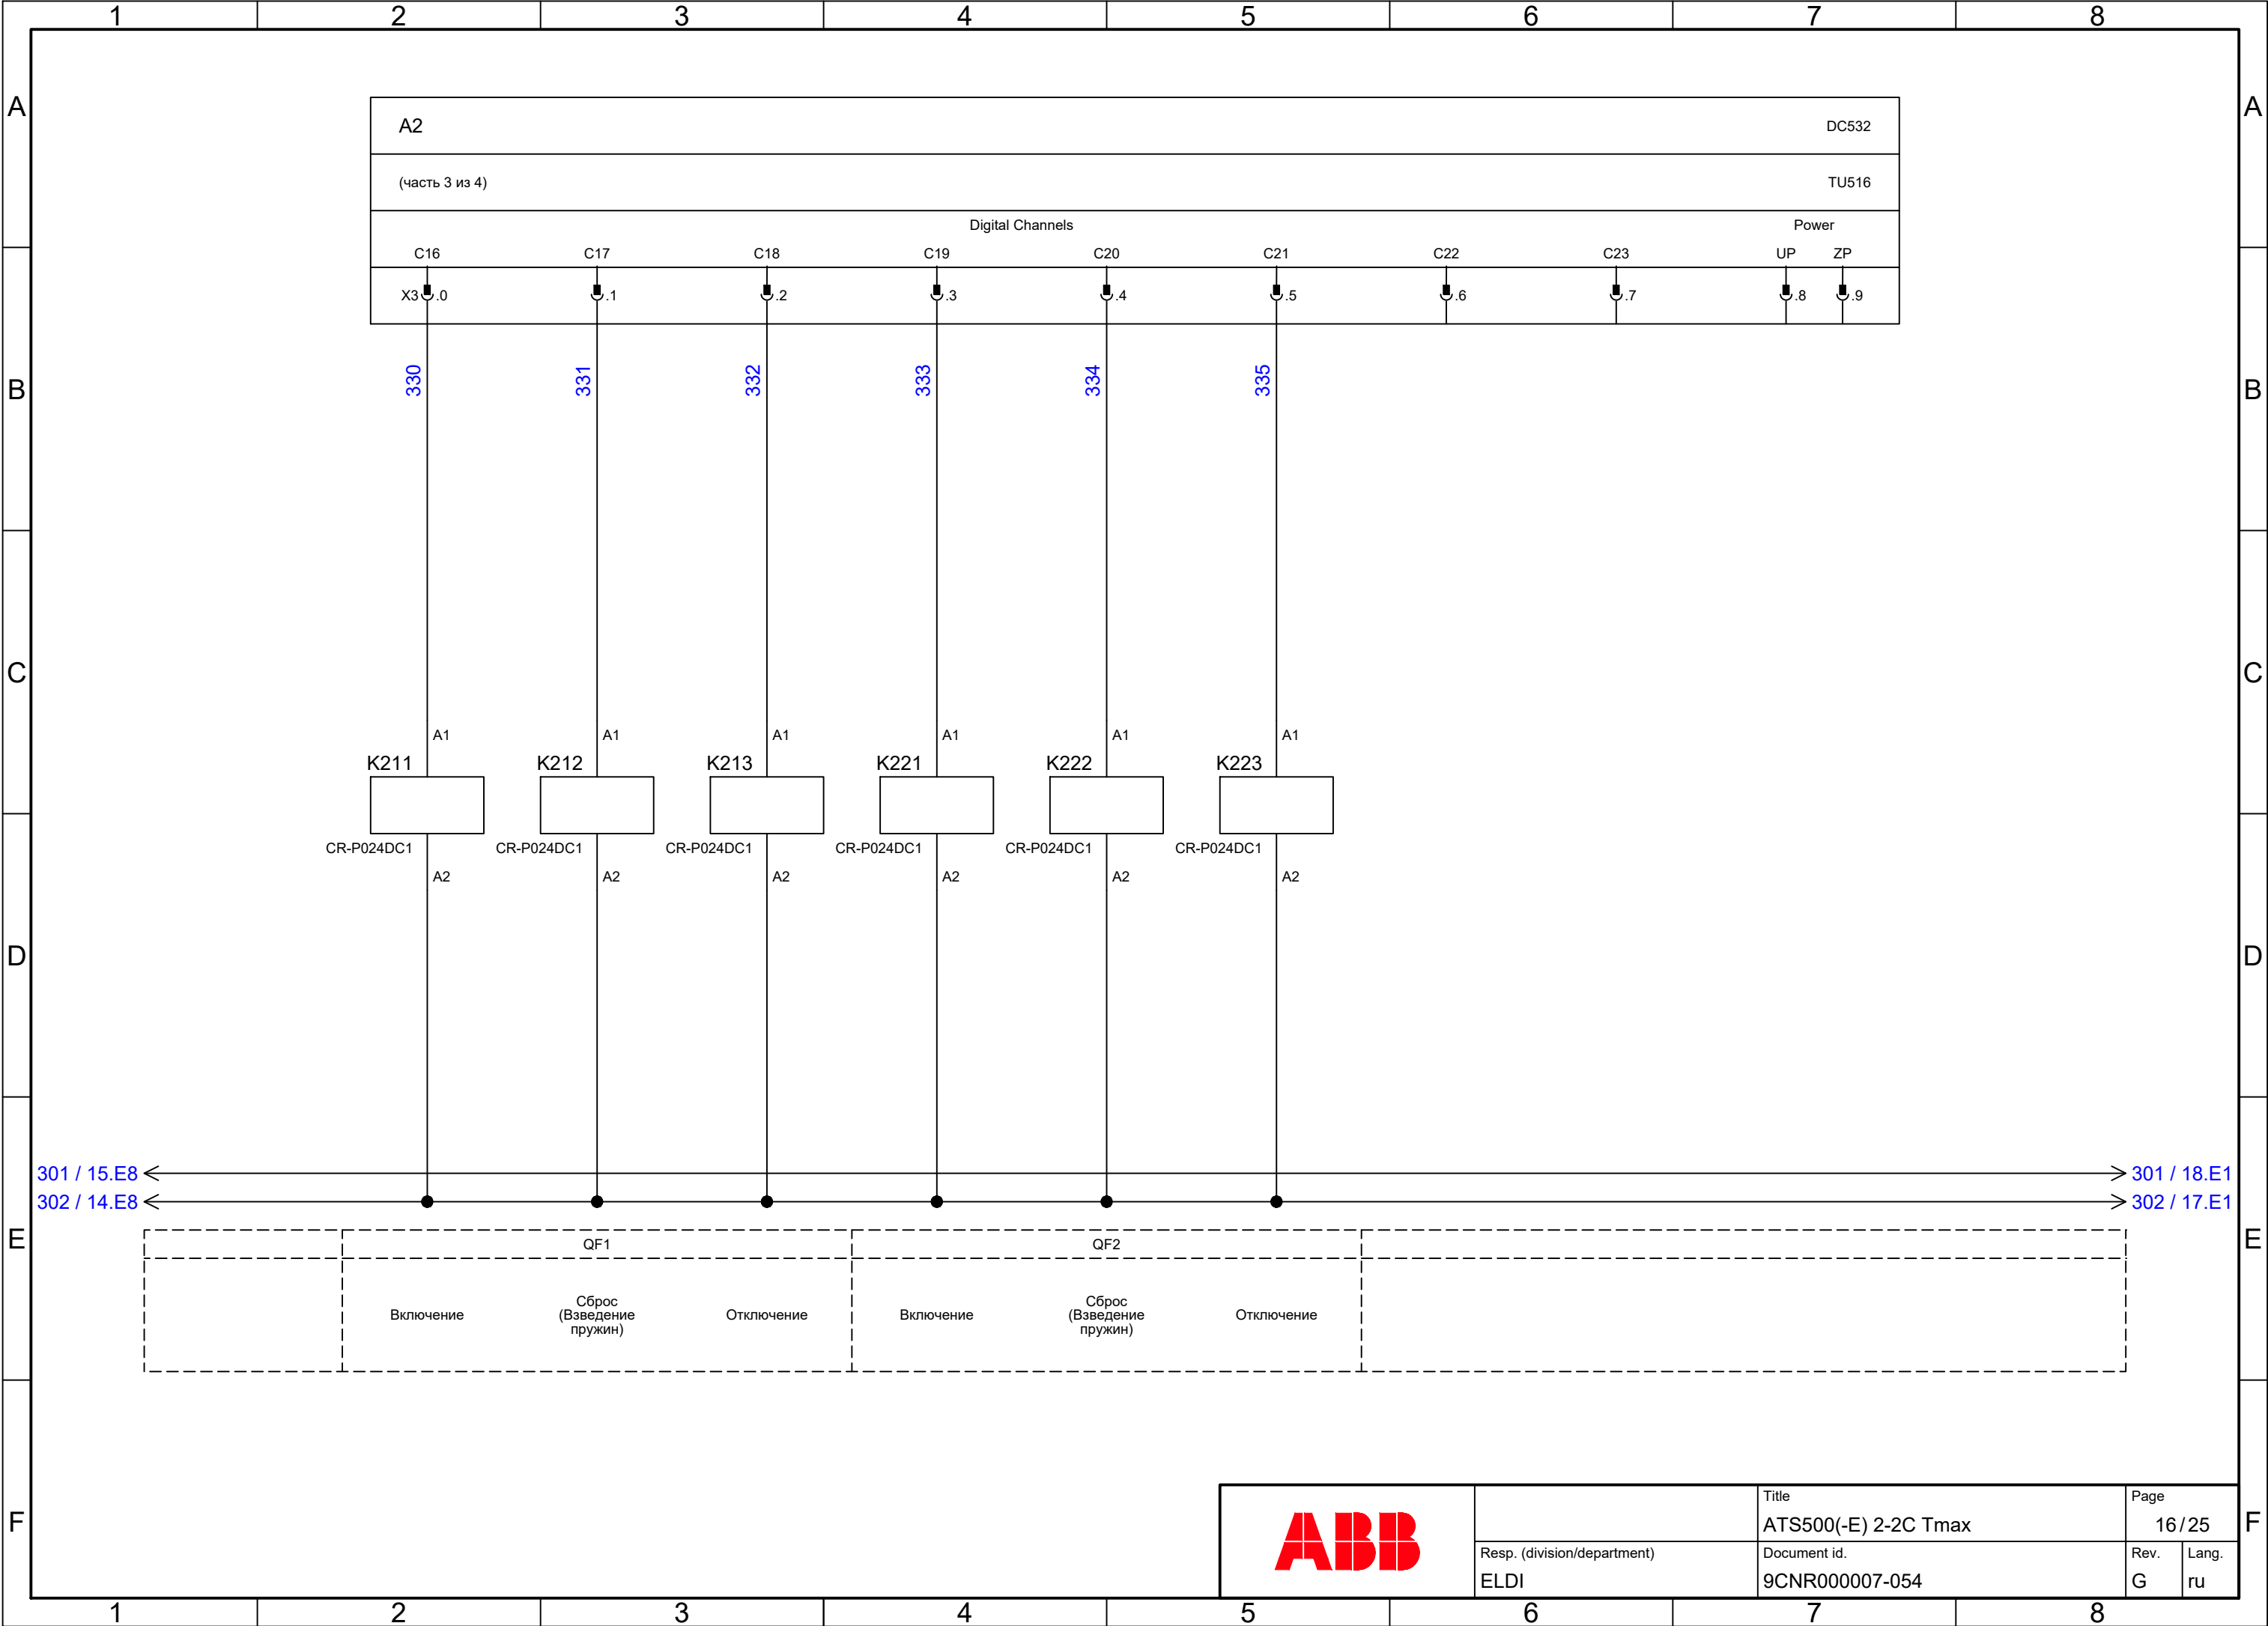 1 2 3 4 5 6 7 8
A A
A2 DC532
(часть 3 из 4) TU516
Digital Channels Power
C16 C17 C18 C19 C20 C21 C22 C23 UP ZP
X3 .0 .1 .2 .3 .4 .5 .6 .7 .8 .9
330 331 332 333 334 335
B B
C C
A1 A1 A1 A1 A1 A1
K211 K212 K213 K221 K222 K223
CR-P024DC1 CR-P024DC1 CR-P024DC1 CR-P024DC1 CR-P024DC1 CR-P024DC1
A2 A2 A2 A2 A2 A2
D D
301 / 15.E8 301 / 18.E1
302 / 14.E8 302 / 17.E1
E E
QF1 QF2
Включение
Сброс
(Взведение
пружин)
Отключение
Включение
Сброс
(Взведение
пружин)
Отключение
F F
ABB
Title
ATS500(-E) 2-2C Tmax
Page
16/25
Resp. (division/department)
ELDI
Document id.
9CNR000007-054
Rev.
G
Lang.
ru
1 2 3 4 5 6 7 8